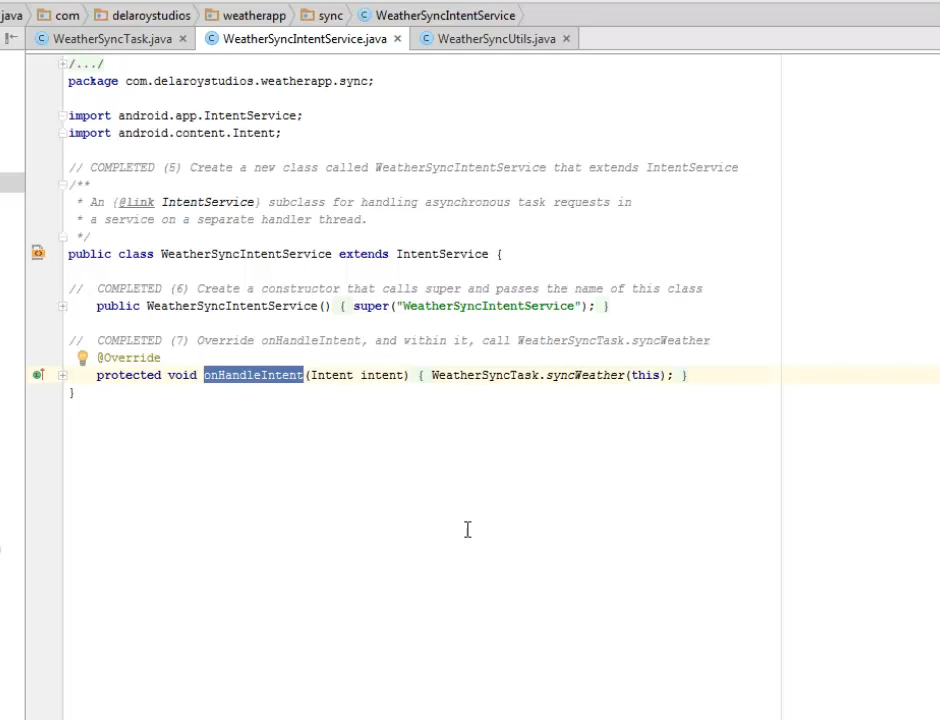 java com delaroystudios weatherapp sync WeatherSyncIntentService
WeatherSyncTask.java WeatherSyncIntentService.java WeatherSyncUtils.java
/.../
package com.delaroystudios.weatherapp.sync;
import android.app.IntentService;
import android.content.Intent;
// COMPLETED (5) Create a new class called WeatherSyncIntentService that extends IntentService
/**
* An {@link IntentService} subclass for handling asynchronous task requests in
* a service on a separate handler thread.
*/
public class WeatherSyncIntentService extends IntentService {
// COMPLETED (6) Create a constructor that calls super and passes the name of this class
public WeatherSyncIntentService() { super("WeatherSyncIntentService"); }
// COMPLETED (7) Override onHandleIntent, and within it, call WeatherSyncTask.syncWeather
@Override
protected void onHandleIntent(Intent intent) { WeatherSyncTask.syncWeather(this); }
}